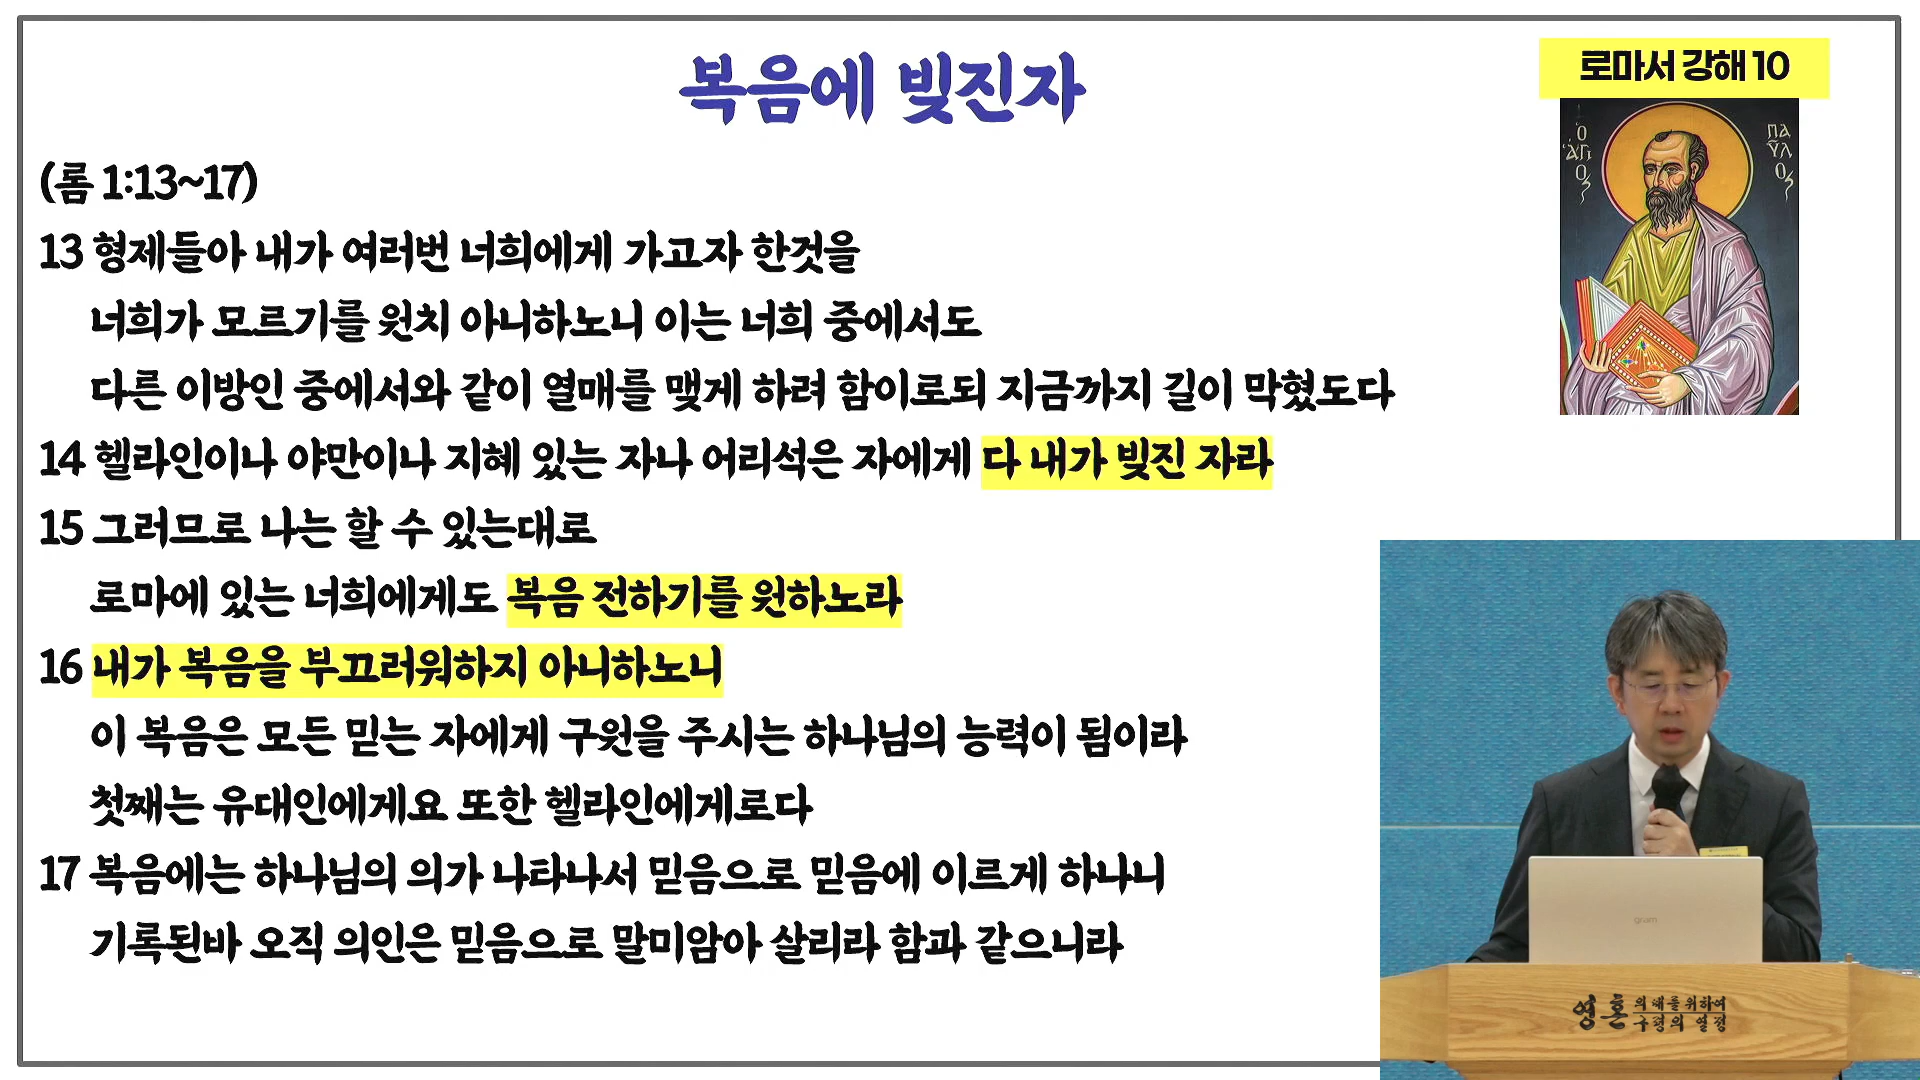 복음에 빚진자
로마서 강해 10
(롬 1:13~17)
13 형제들아 내가 여러번 너희에게 가고자 한것을
너희가 모르기를 원치 아니하노니 이는 너희 중에서도
다른 이방인 중에서와 같이 열매를 맺게 하려 함이로되 지금까지 길이 막혔도다
14 헬라인이나 야만이나 지혜 있는 자나 어리석은 자에게 다 내가 빚진 자라
15 그러므로 나는 할 수 있는대로
로마에 있는 너희에게도 복음 전하기를 원하노라
16 내가 복음을 부끄러워하지 아니하노니
이 복음은 모든 믿는 자에게 구원을 주시는 하나님의 능력이 됨이라
첫째는 유대인에게요 또한 헬라인에게로다
17 복음에는 하나님의 의가 나타나서 믿음으로 믿음에 이르게 하나니
기록된바 오직 의인은 믿음으로 말미암아 살리라 함과 같으니라
gram
영혼
의 때를 위하여
구령의 열정